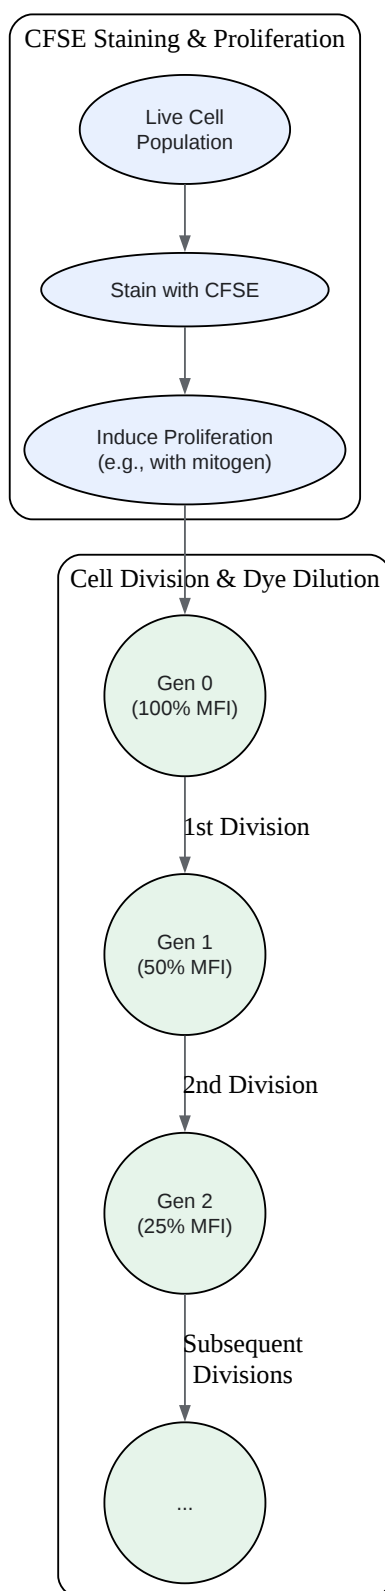 CFSE Staining & Proliferation
Live Cell
Population
Stain with CFSE
Induce Proliferation
(e.g., with mitogen)
Cell Division & Dye Dilution
Gen 0
(100% MFI)
1st Division
Gen 1
(50% MFI)
2nd Division
Gen 2
(25% MFI)
Subsequent
Divisions
...